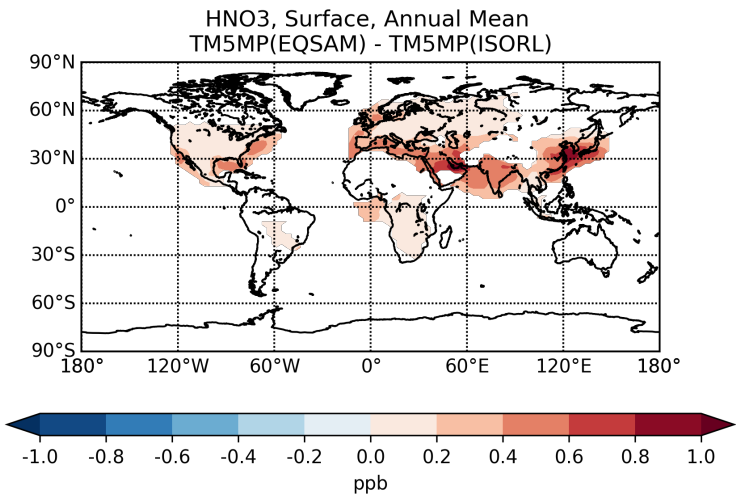 HNO3, Surface, Annual Mean
TM5MP(EQSAM) - TM5MP(ISORL)
90°N
60°N
30°N
0°
30°S
60°S
90°S
180° 120°W 60°W 0° 60°E 120°E 180°
-1.0 -0.8 -0.6 -0.4 -0.2 0.0 0.2 0.4 0.6 0.8 1.0
ppb